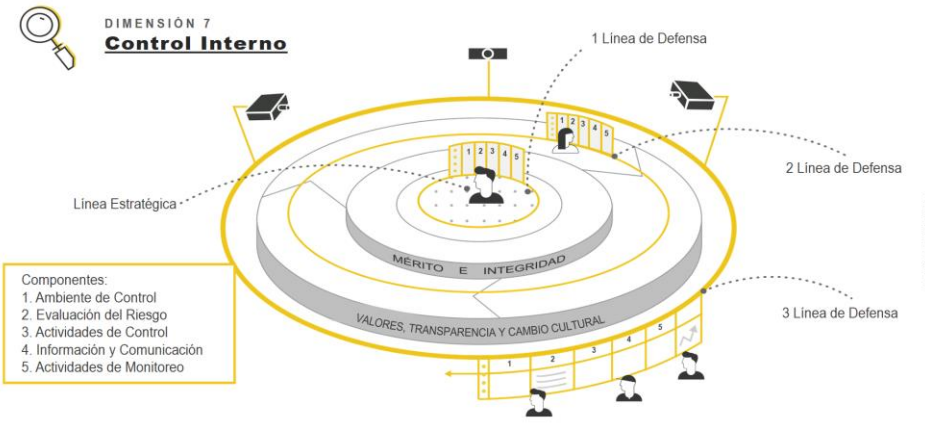 DIMENSIÓN 7
Control Interno
1 Linea de Defensa
1 2 3 4 5
1 2 3 4 5
2 Línea de Defensa
Línea Estratégica
MÉRITO E INTEGRIDAD
Componentes:
1. Ambiente de Control
2. Evaluación del Riesgo
3. Actividades de Control
4. Información y Comunicación
5. Actividades de Monitoreo
VALORES, TRANSPARENCIA Y CAMBIO CULTURAL
3 Línea de Defensa
1 2 3 4 5